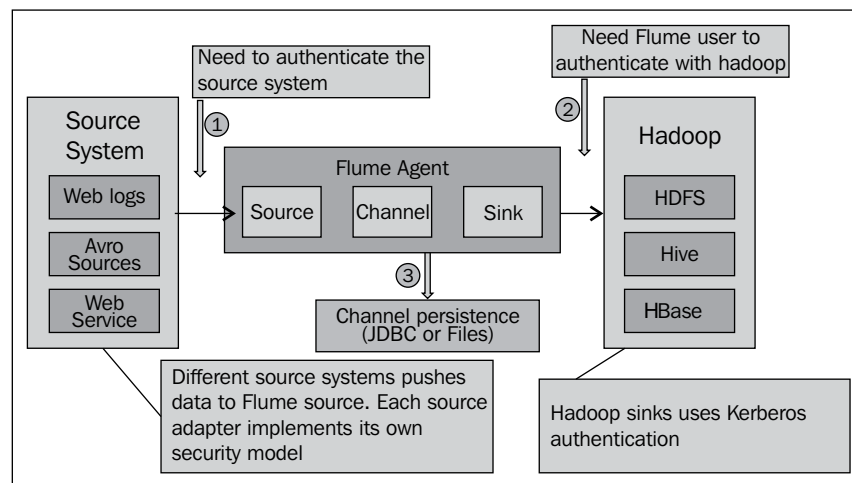 Need to authenticate the
source system
Need Flume user to
authenticate with hadoop
1
2
Source
System
Web logs
Avro
Sources
Web
Service
Flume Agent
Source
Channel
Sink
Hadoop
HDFS
Hive
HBase
3
Channel persistence
(JDBC or Files)
Different source systems pushes
data to Flume source. Each source
adapter implements its own
security model
Hadoop sinks uses Kerberos
authentication